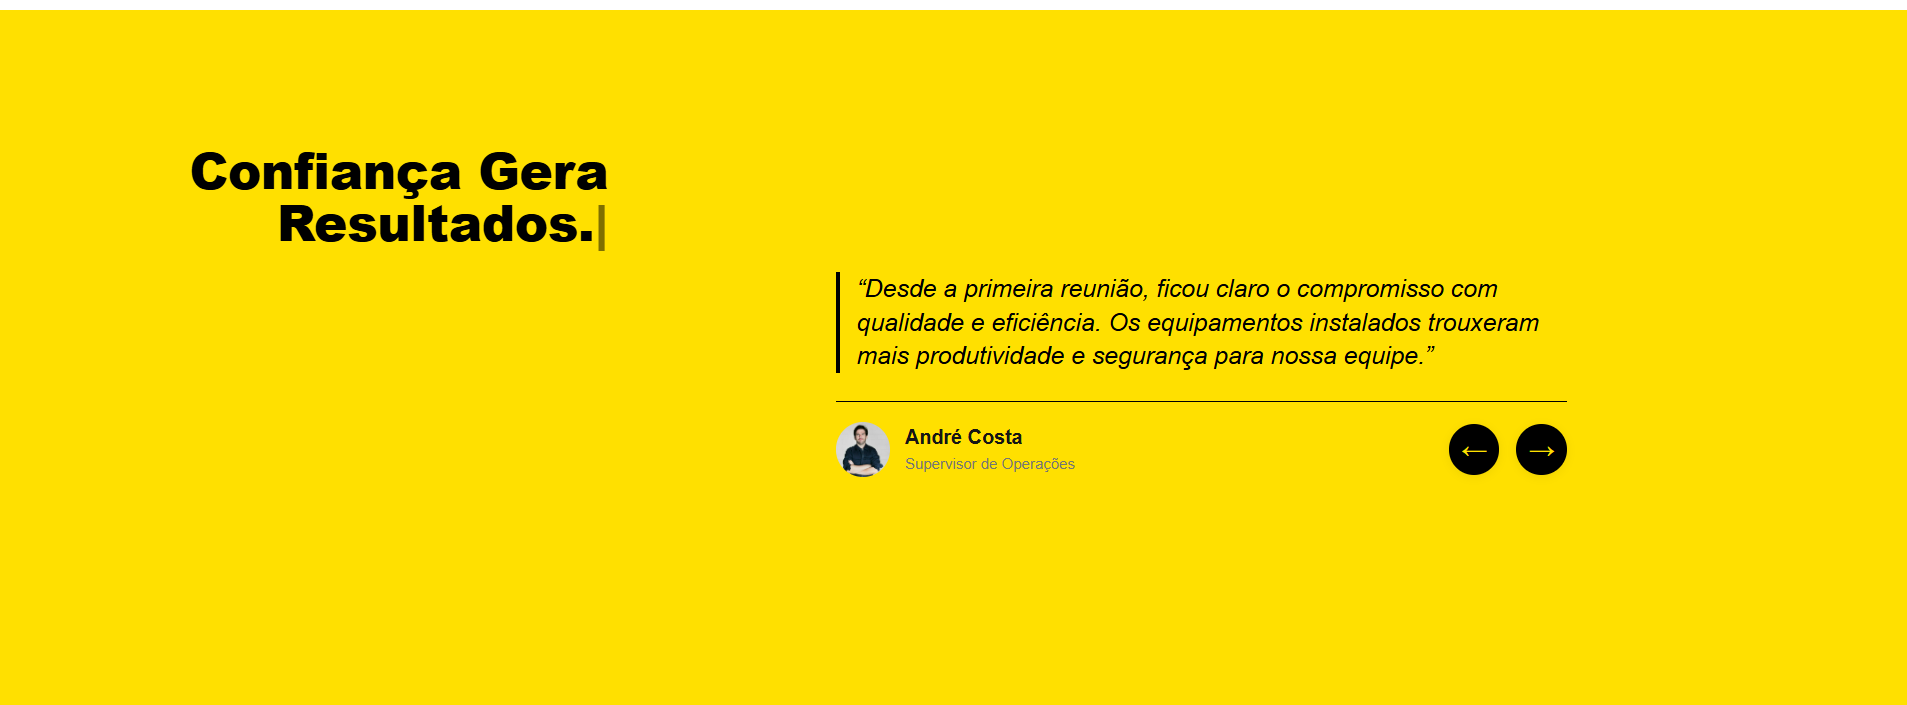 Confiança Gera
Resultados.|
“Desde a primeira reunião, ficou claro o compromisso com
qualidade e eficiência. Os equipamentos instalados trouxeram
mais produtividade e segurança para nossa equipe.”
André Costa
Supervisor de Operações
← →